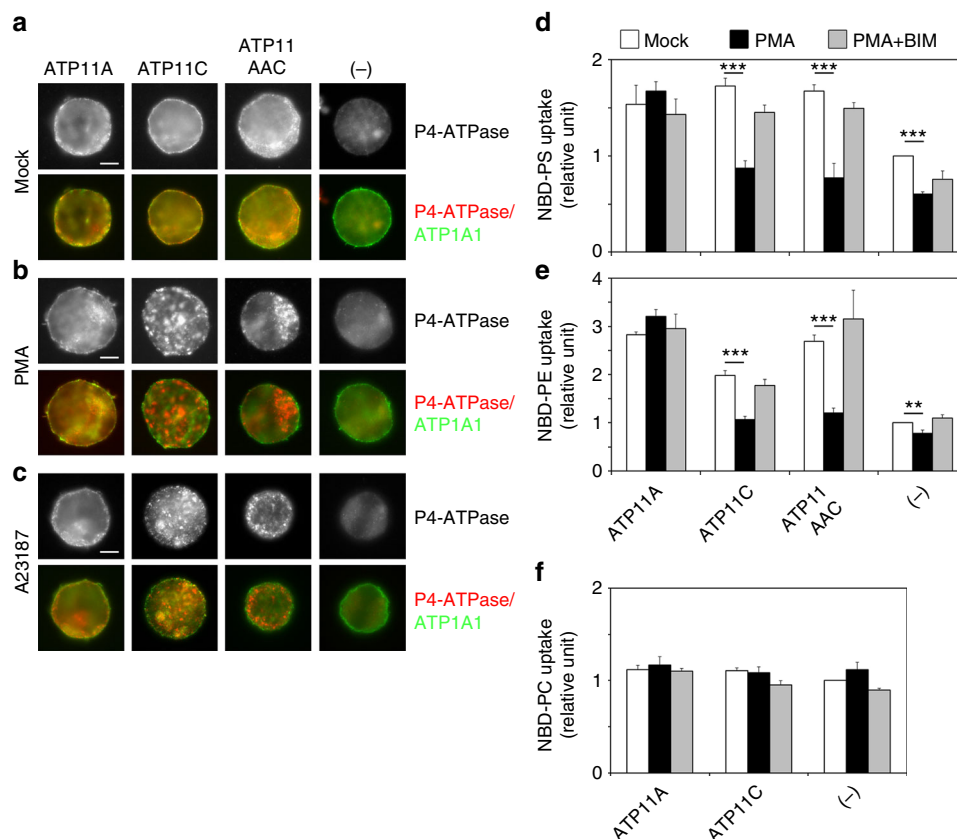 a
ATP11A
ATP11C
ATP11
AAC
(–)
Mock
P4-ATPase
P4-ATPase/
ATP1A1
b
PMA
P4-ATPase
P4-ATPase/
ATP1A1
c
A23187
P4-ATPase
P4-ATPase/
ATP1A1
d
Mock
PMA
PMA+BIM
NBD-PS uptake
(relative unit)
2
1
0
***
***
***
e
NBD-PE uptake
(relative unit)
4
3
2
1
0
***
***
**
ATP11A
ATP11C
ATP11
AAC
(–)
f
NBD-PC uptake
(relative unit)
2
1
0
ATP11A
ATP11C
(–)